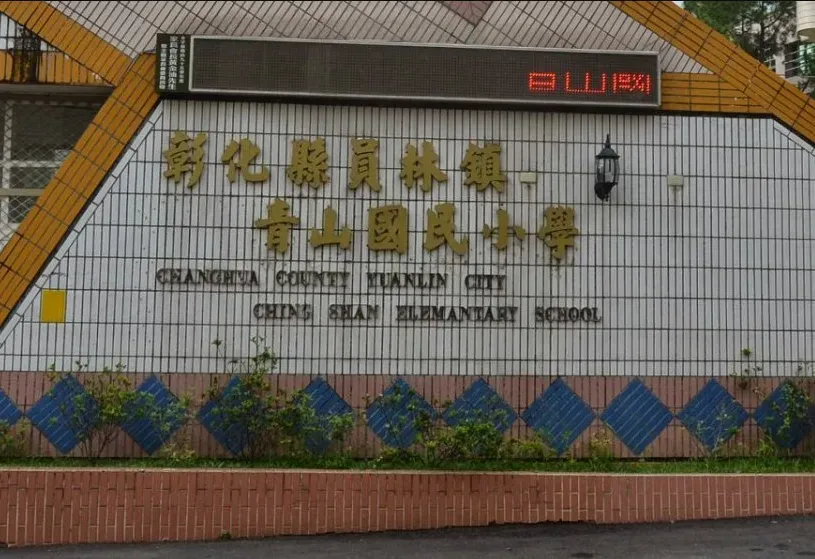 彰化縣員林鎮
青山國民小學
CHANGHUA COUNTY YUANLIN CITY
CHING SHAN ELEMANTARY SCHOOL